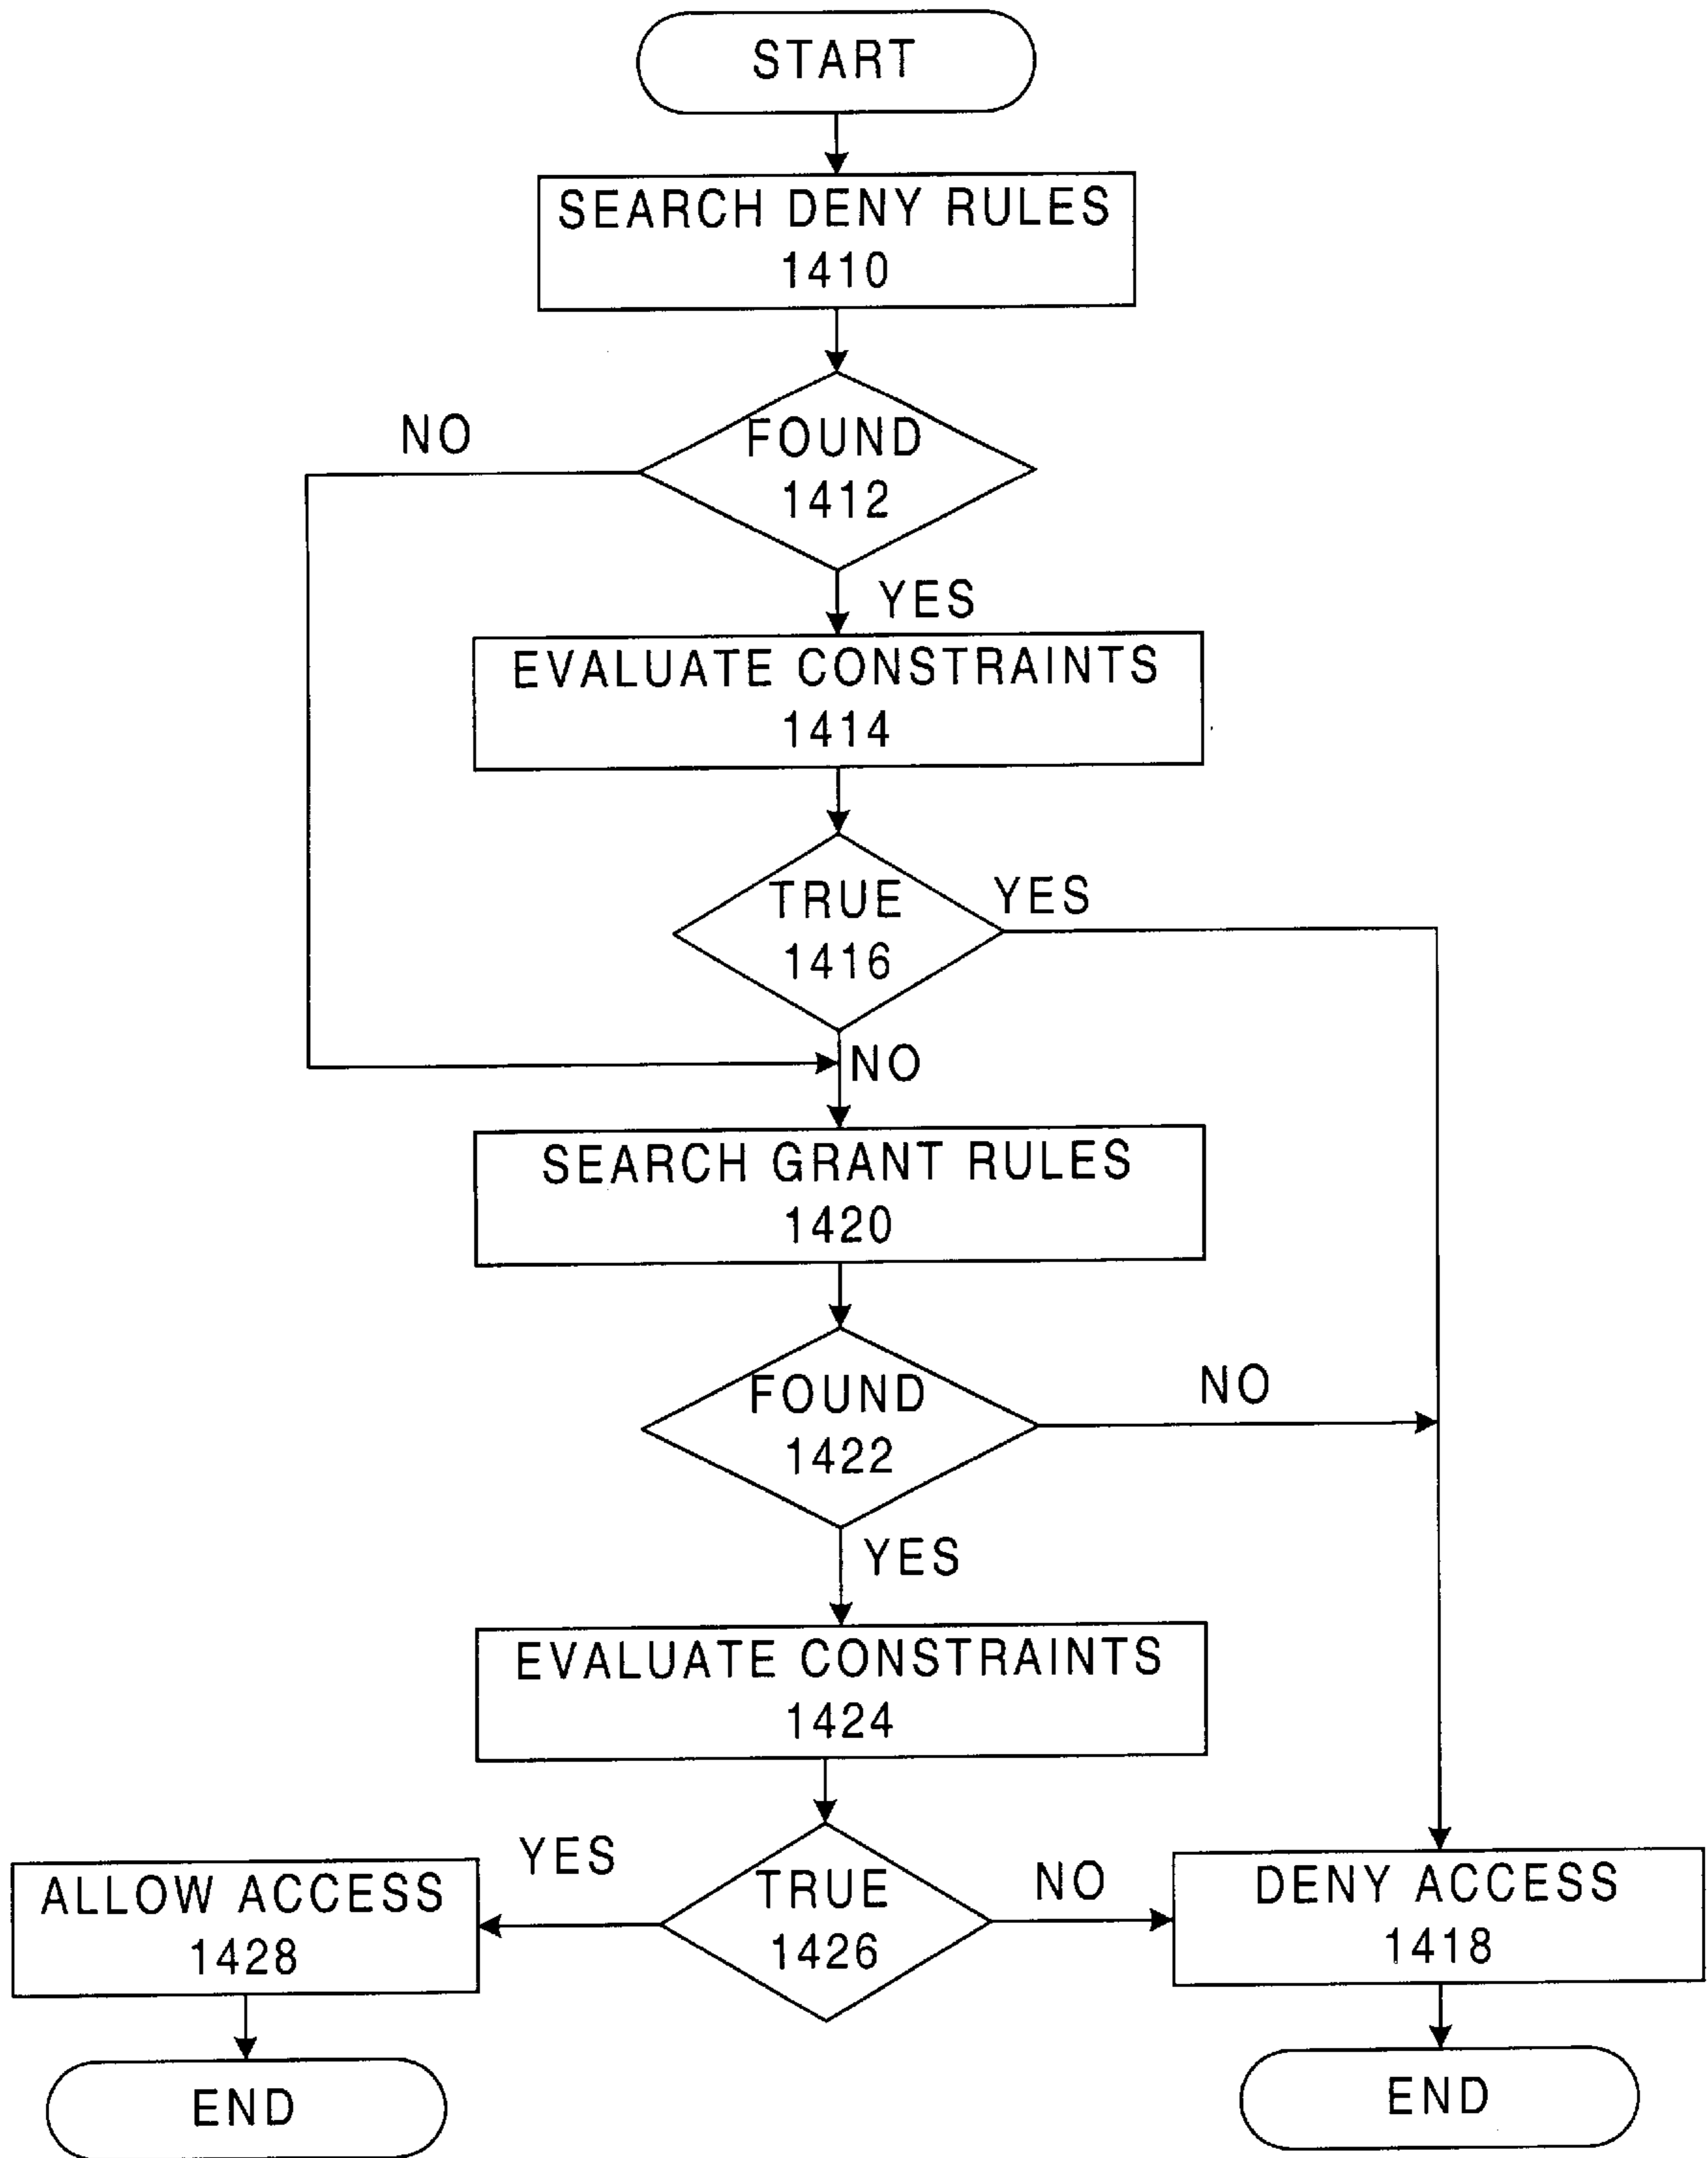 START
SEARCH DENY RULES
1410
NO
FOUND
1412
YES
EVALUATE CONSTRAINTS
1414
TRUE
1416
YES
NO
SEARCH GRANT RULES
1420
FOUND
1422
NO
YES
EVALUATE CONSTRAINTS
1424
YES
TRUE
1426
NO
ALLOW ACCESS
1428
DENY ACCESS
1418
END
END